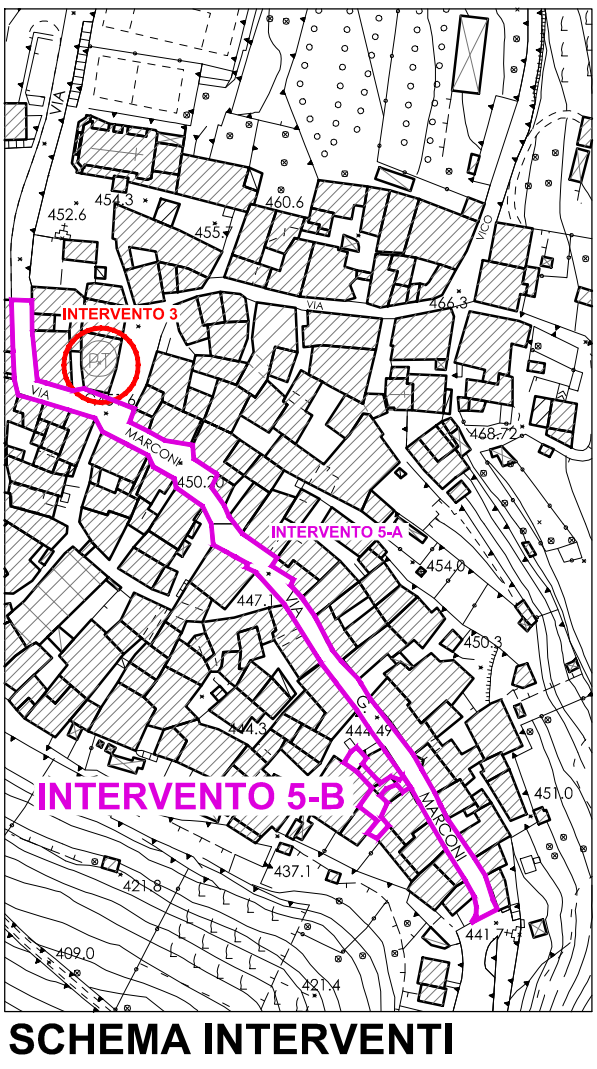 VIA
454.3
460.6
452.6
455.7
VICO
VIA
466.3
INTERVENTO 3
P.T
VIA
MARCONI
468.72
450.20
INTERVENTO 5-A
454.0
447.1
VIA
450.3
G.
444.3
444.49
INTERVENTO 5-B
MARCONI
451.0
437.1
421.8
441.7
409.0
421.4
SCHEMA INTERVENTI